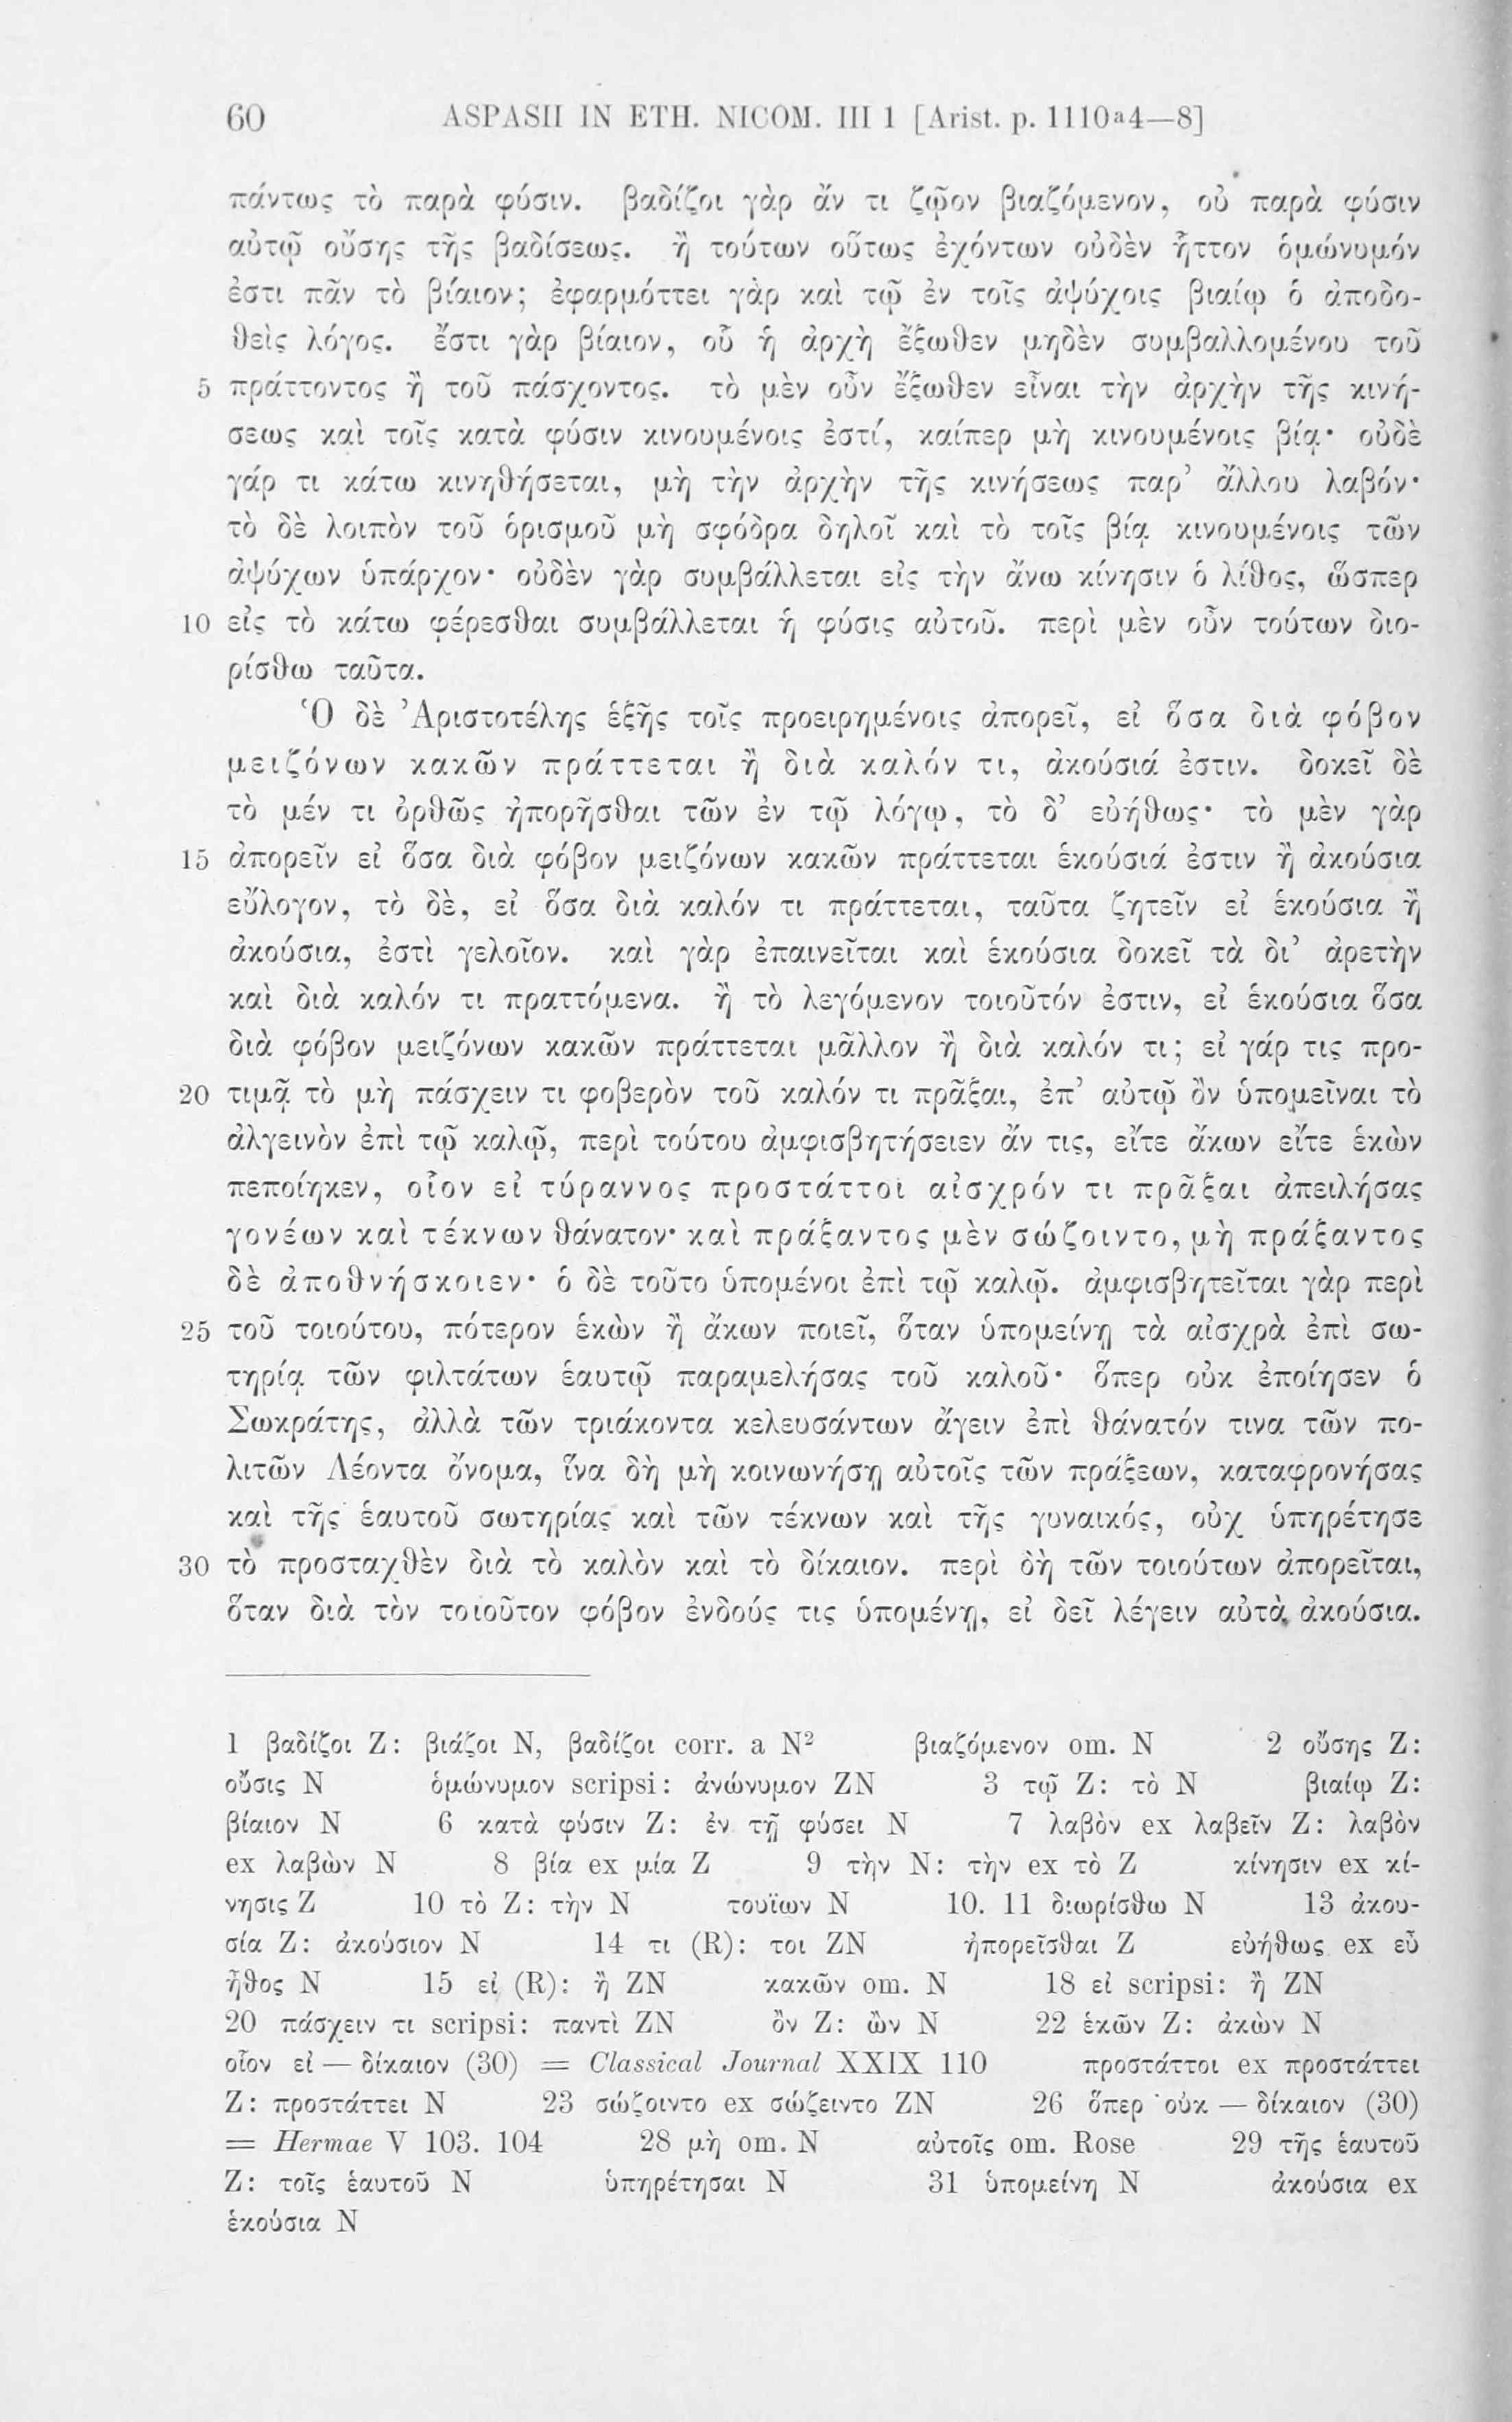 60 ASPASII IN ETH. NICOM. III 1 [Arist. p. 1110ᵃ4—8]
πάντως τὸ παρὰ φύσιν. βαδίζοι γὰρ ἄν τι ζῷον βιαζόμενον, οὐ παρὰ φύσιν
αὐτῷ οὔσης τῆς βαδίσεως. ἢ τούτων οὕτως ἐχόντων οὐδὲν ἧττον ὁμώνυμόν
ἐστι πᾶν τὸ βίαιον; ἐφαρμόττει γὰρ καὶ τῷ ἐν τοῖς ἀψύχοις βιαίῳ ὁ ἀποδο-
θεὶς λόγος. ἔστι γὰρ βίαιον, οὗ ἡ ἀρχὴ ἔξωθεν μηδὲν συμβαλλομένου τοῦ
5 πράττοντος ἢ τοῦ πάσχοντος. τὸ μὲν οὖν ἔξωθεν εἶναι τὴν ἀρχὴν τῆς κινή-
σεως καὶ τοῖς κατὰ φύσιν κινουμένοις ἐστί, καίπερ μὴ κινουμένοις βίᾳ· οὐδὲ
γάρ τι κάτω κινηθήσεται, μὴ τὴν ἀρχὴν τῆς κινήσεως παρ’ ἄλλου λαβόν·
τὸ δὲ λοιπὸν τοῦ ὁρισμοῦ μὴ σφόδρα δηλοῖ καὶ τὸ τοῖς βίᾳ κινουμένοις τῶν
ἀψύχων ὑπάρχον· οὐδὲν γὰρ συμβάλλεται εἰς τὴν ἄνω κίνησιν ὁ λίθος, ὥσπερ
10 εἰς τὸ κάτω φέρεσθαι συμβάλλεται ἡ φύσις αὐτοῦ. περὶ μὲν οὖν τούτων διο-
ρίσθω ταῦτα.
Ὁ δὲ Ἀριστοτέλης ἑξῆς τοῖς προειρημένοις ἀπορεῖ, εἰ ὅσα διὰ φόβον
μειζόνων κακῶν πράττεται ἢ διὰ καλόν τι, ἀκούσιά ἐστιν. δοκεῖ δὲ
τὸ μέν τι ὀρθῶς ἠπορῆσθαι τῶν ἐν τῷ λόγῳ, τὸ δ’ εὐήθως· τὸ μὲν γὰρ
15 ἀπορεῖν εἰ ὅσα διὰ φόβον μειζόνων κακῶν πράττεται ἑκούσιά ἐστιν ἢ ἀκούσια
εὔλογον, τὸ δὲ, εἰ ὅσα διὰ καλόν τι πράττεται, ταῦτα ζητεῖν εἰ ἑκούσια ἢ
ἀκούσια, ἐστὶ γελοῖον. καὶ γὰρ ἐπαινεῖται καὶ ἑκούσια δοκεῖ τὰ δι’ ἀρετὴν
καὶ διὰ καλόν τι πραττόμενα. ἢ τὸ λεγόμενον τοιοῦτόν ἐστιν, εἰ ἑκούσια ὅσα
διὰ φόβον μειζόνων κακῶν πράττεται μᾶλλον ἢ διὰ καλόν τι; εἰ γάρ τις προ-
20 τιμᾷ τὸ μὴ πάσχειν τι φοβερὸν τοῦ καλόν τι πρᾶξαι, ἐπ’ αὐτῷ ὂν ὑπομεῖναι τὸ
ἀλγεινὸν ἐπὶ τῷ καλῷ, περὶ τούτου ἀμφισβητήσειεν ἄν τις, εἴτε ἄκων εἴτε ἑκὼν
πεποίηκεν, οἷον εἰ τύραννος προστάττοι αἰσχρόν τι πρᾶξαι ἀπειλήσας
γονέων καὶ τέκνων θάνατον· καὶ πράξαντος μὲν σώζοιντο, μὴ πράξαντος
δὲ ἀποθνήσκοιεν· ὁ δὲ τοῦτο ὑπομένοι ἐπὶ τῷ καλῷ. ἀμφισβητεῖται γὰρ περὶ
25 τοῦ τοιούτου, πότερον ἑκὼν ἢ ἄκων ποιεῖ, ὅταν ὑπομείνῃ τὰ αἰσχρὰ ἐπὶ σω-
τηρίᾳ τῶν φιλτάτων ἑαυτῷ παραμελήσας τοῦ καλοῦ· ὅπερ οὐκ ἐποίησεν ὁ
Σωκράτης, ἀλλὰ τῶν τριάκοντα κελευσάντων ἄγειν ἐπὶ θάνατόν τινα τῶν πο-
λιτῶν Λέοντα ὄνομα, ἵνα δὴ μὴ κοινωνήσῃ αὐτοῖς τῶν πράξεων, καταφρονήσας
καὶ τῆς ἑαυτοῦ σωτηρίας καὶ τῶν τέκνων καὶ τῆς γυναικός, οὐχ ὑπηρέτησε
30 τὸ προσταχθὲν διὰ τὸ καλὸν καὶ τὸ δίκαιον. περὶ δὴ τῶν τοιούτων ἀπορεῖται,
ὅταν διὰ τὸν τοιοῦτον φόβον ἐνδούς τις ὑπομένῃ, εἰ δεῖ λέγειν αὐτὰ ἀκούσια.
1 βαδίζοι Z: βιάζοι N, βαδίζοι corr. a N² βιαζόμενον om. N 2 οὔσης Z:
οὖσις N ὁμώνυμον scripsi: ἀνώνυμον ZN 3 τῷ Z: τὸ N βιαίῳ Z:
βίαιον N 6 κατὰ φύσιν Z: ἐν τῇ φύσει N 7 λαβὸν ex λαβεῖν Z: λαβὸν
ex λαβὼν N 8 βία ex μία Z 9 τὴν N: τὴν ex τὸ Z κίνησιν ex κί-
νησις Z 10 τὸ Z: τὴν N τουΐων N 10. 11 διωρίσθω N 13 ἀκου-
σία Z: ἀκούσιον N 14 τι (R): τοι ZN ἠπορεῖσθαι Z εὐήθως ex εὖ
ἦθος N 15 εἰ (R): ἢ ZN κακῶν om. N 18 εἰ scripsi: ἢ ZN
20 πάσχειν τι scripsi: παντὶ ZN ὂν Z: ὢν N 22 ἑκῶν Z: ἀκὼν N
οἷον εἰ — δίκαιον (30) = Classical Journal XXIX 110 προστάττοι ex προστάττει
Z: προστάττει N 23 σώζοιντο ex σώζειντο ZN 26 ὅπερ οὐκ — δίκαιον (30)
= Hermae V 103. 104 28 μὴ om. N αὐτοῖς om. Rose 29 τῆς ἑαυτοῦ
Z: τοῖς ἑαυτοῦ N ὑπηρέτησαι N 31 ὑπομείνη N ἀκούσια ex
ἑκούσια N